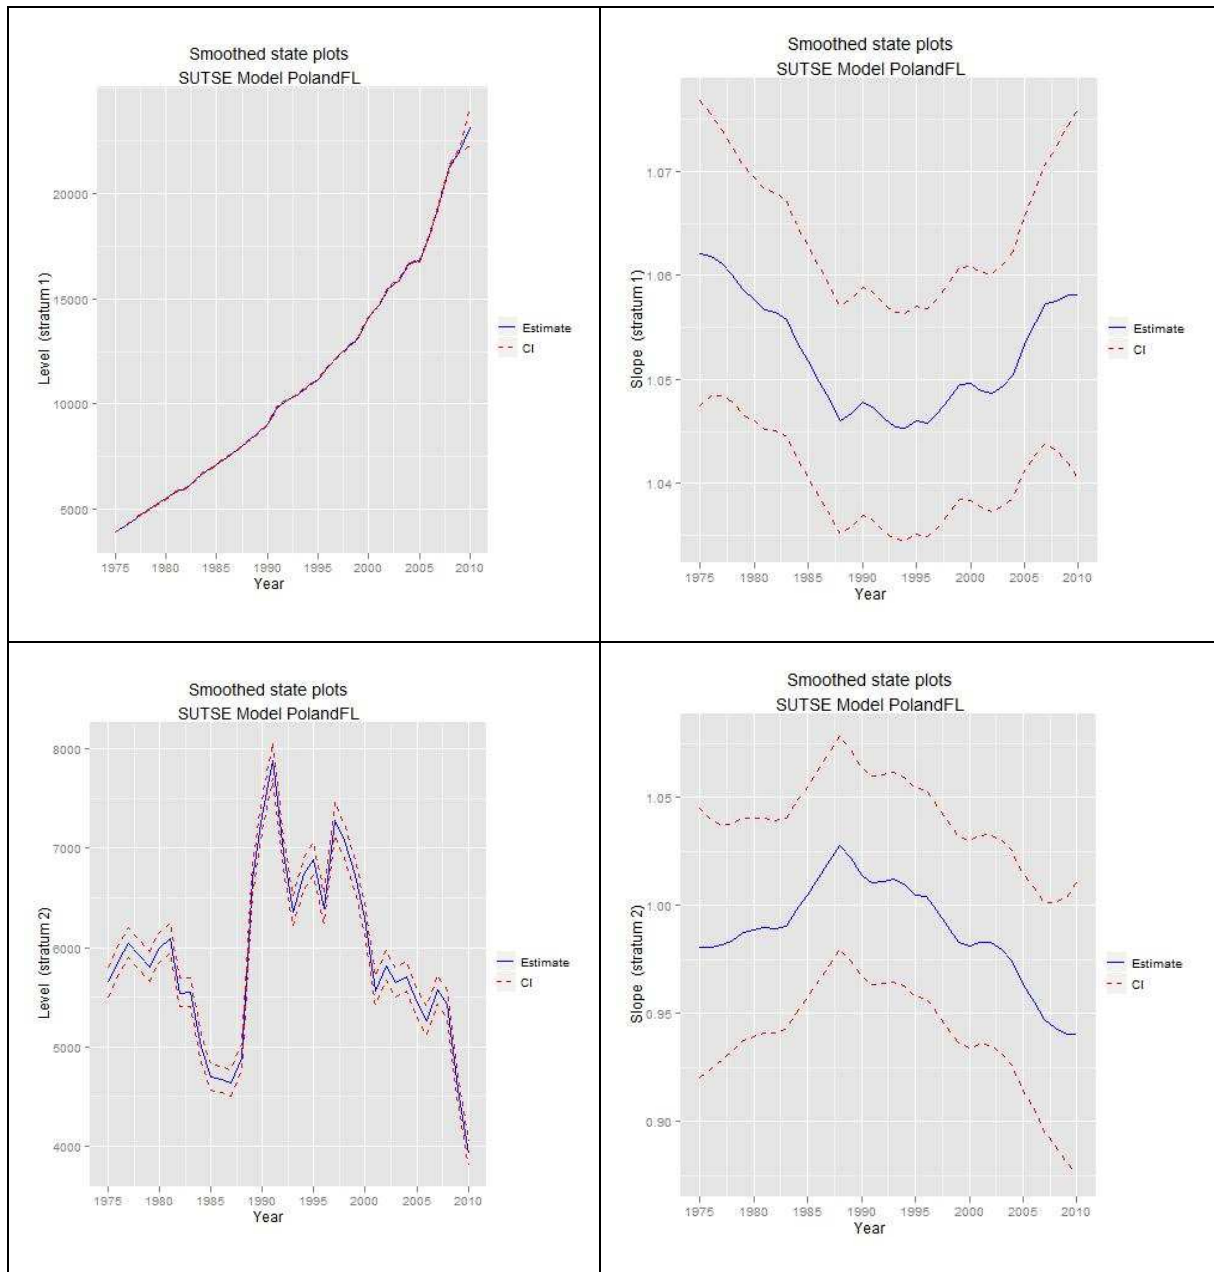 Smoothed state plots
SUTSE Model PolandFL
Level (stratum 1)
20000
15000
10000
5000
1975 1980 1985 1990 1995 2000 2005 2010
Year
Estimate
CI
Smoothed state plots
SUTSE Model PolandFL
Slope (stratum 1)
1.07
1.06
1.05
1.04
1975 1980 1985 1990 1995 2000 2005 2010
Year
Estimate
CI
Smoothed state plots
SUTSE Model PolandFL
Level (stratum 2)
8000
7000
6000
5000
4000
1975 1980 1985 1990 1995 2000 2005 2010
Year
Estimate
CI
Smoothed state plots
SUTSE Model PolandFL
Slope (stratum 2)
1.05
1.00
0.95
0.90
1975 1980 1985 1990 1995 2000 2005 2010
Year
Estimate
CI